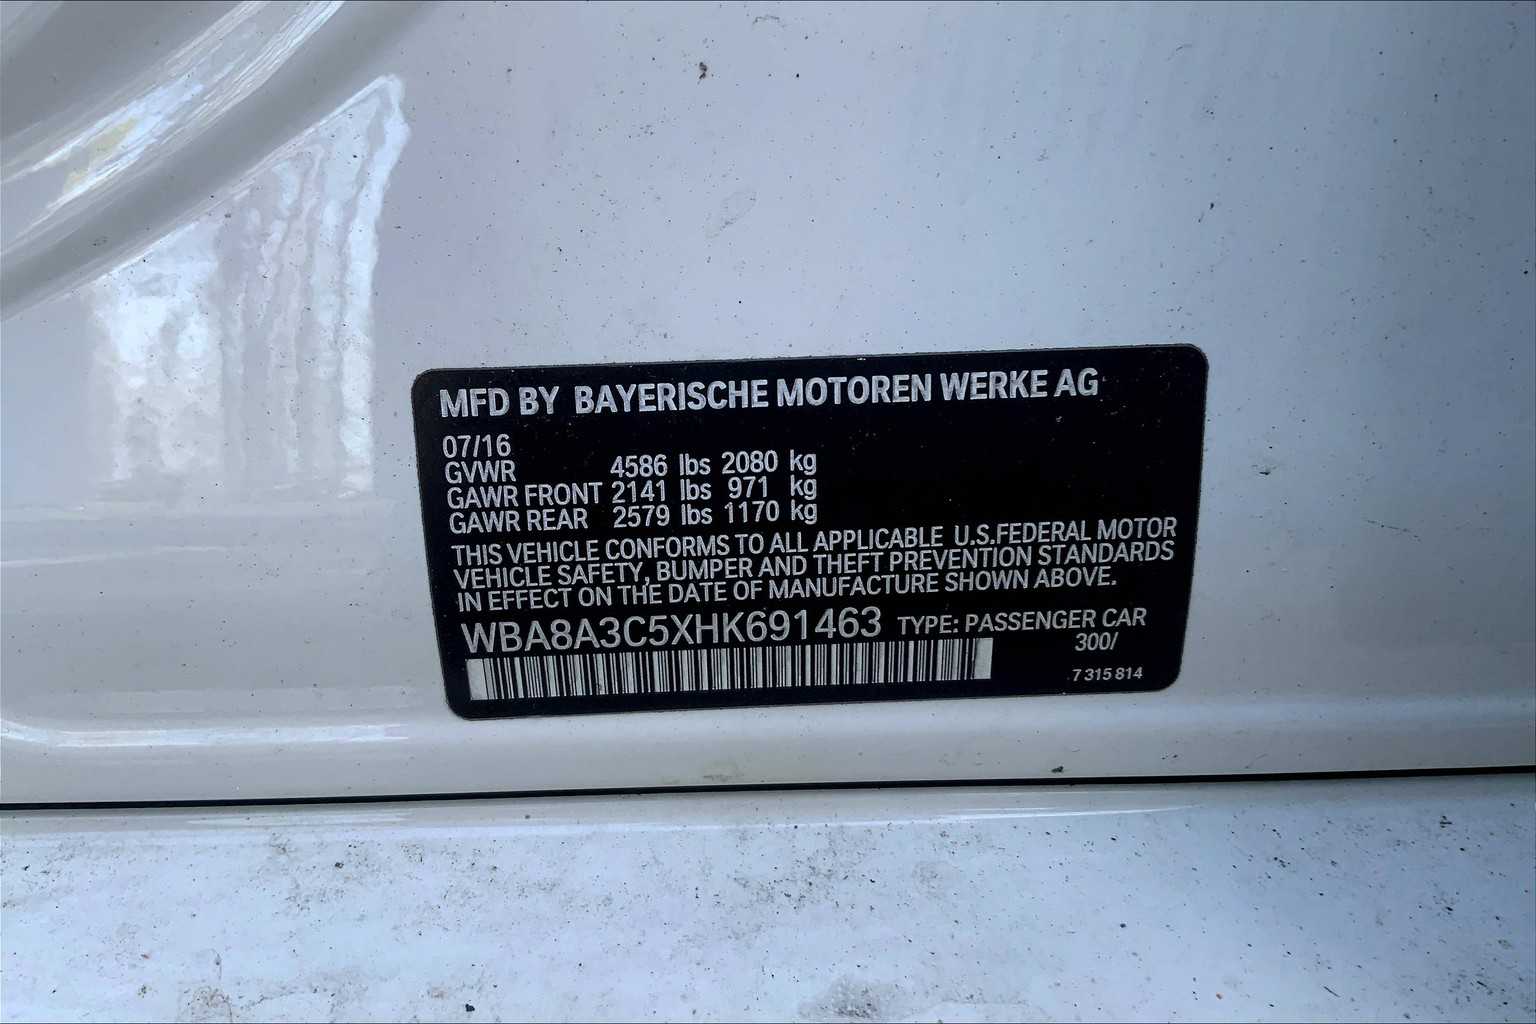 MFD BY BAYERISCHE MOTOREN WERKE AG
07/16
GVWR 4586 lbs 2080 kg
GAWR FRONT 2141 lbs 971 kg
GAWR REAR 2579 lbs 1170 kg
THIS VEHICLE CONFORMS TO ALL APPLICABLE U.S.FEDERAL MOTOR
VEHICLE SAFETY, BUMPER AND THEFT PREVENTION STANDARDS
IN EFFECT ON THE DATE OF MANUFACTURE SHOWN ABOVE.
WBA8A3C5XHK691463 TYPE: PASSENGER CAR
300/
7 315 814